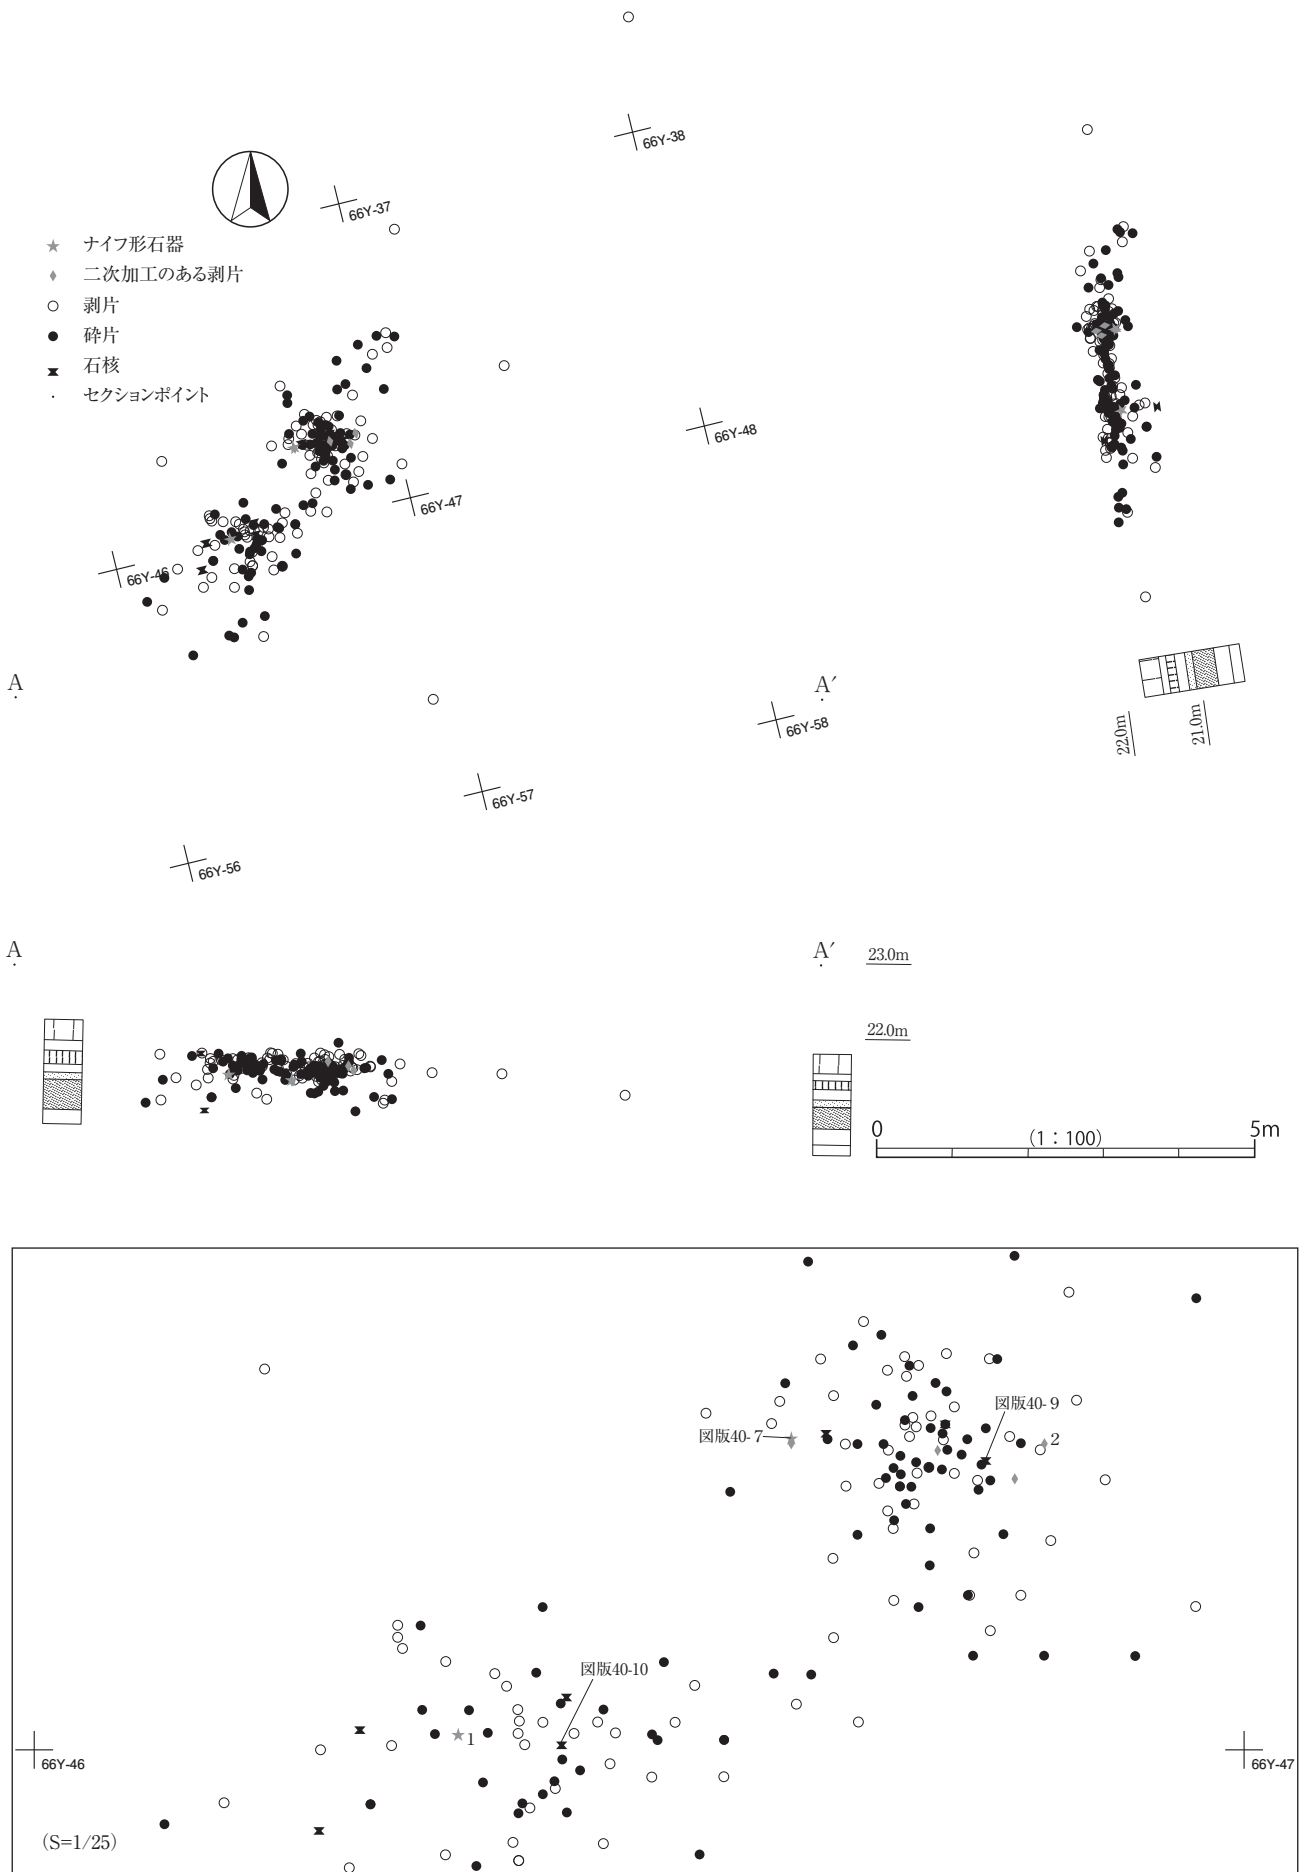 66Y-38
66Y-37
ナイフ形石器
二次加工のある剥片
剥片
砕片
石核
セクションポイント
66Y-48
66Y-47
66Y-46
A
A′
66Y-58
22.0m
21.0m
66Y-57
66Y-56
A
A′
23.0m
22.0m
0
(1：100)
5m
図版40-9
図版40-7
2
図版40-10
1
66Y-46
66Y-47
(S=1/25)